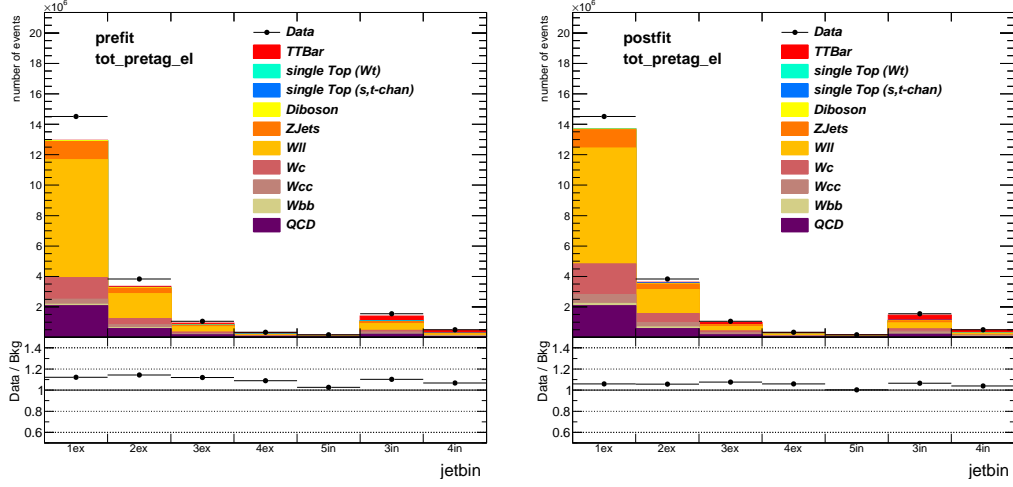 ×10⁶
number of events
20
18
16
14
12
10
8
6
4
2
prefit
tot_pretag_el
Data
TTBar
single Top (Wt)
single Top (s,t-chan)
Diboson
ZJets
Wll
Wc
Wcc
Wbb
QCD
Data / Bkg
1.4
1.2
1
0.8
0.6
1ex 2ex 3ex 4ex 5in 3in 4in
jetbin
×10⁶
number of events
20
18
16
14
12
10
8
6
4
2
postfit
tot_pretag_el
Data
TTBar
single Top (Wt)
single Top (s,t-chan)
Diboson
ZJets
Wll
Wc
Wcc
Wbb
QCD
Data / Bkg
1.4
1.2
1
0.8
0.6
1ex 2ex 3ex 4ex 5in 3in 4in
jetbin